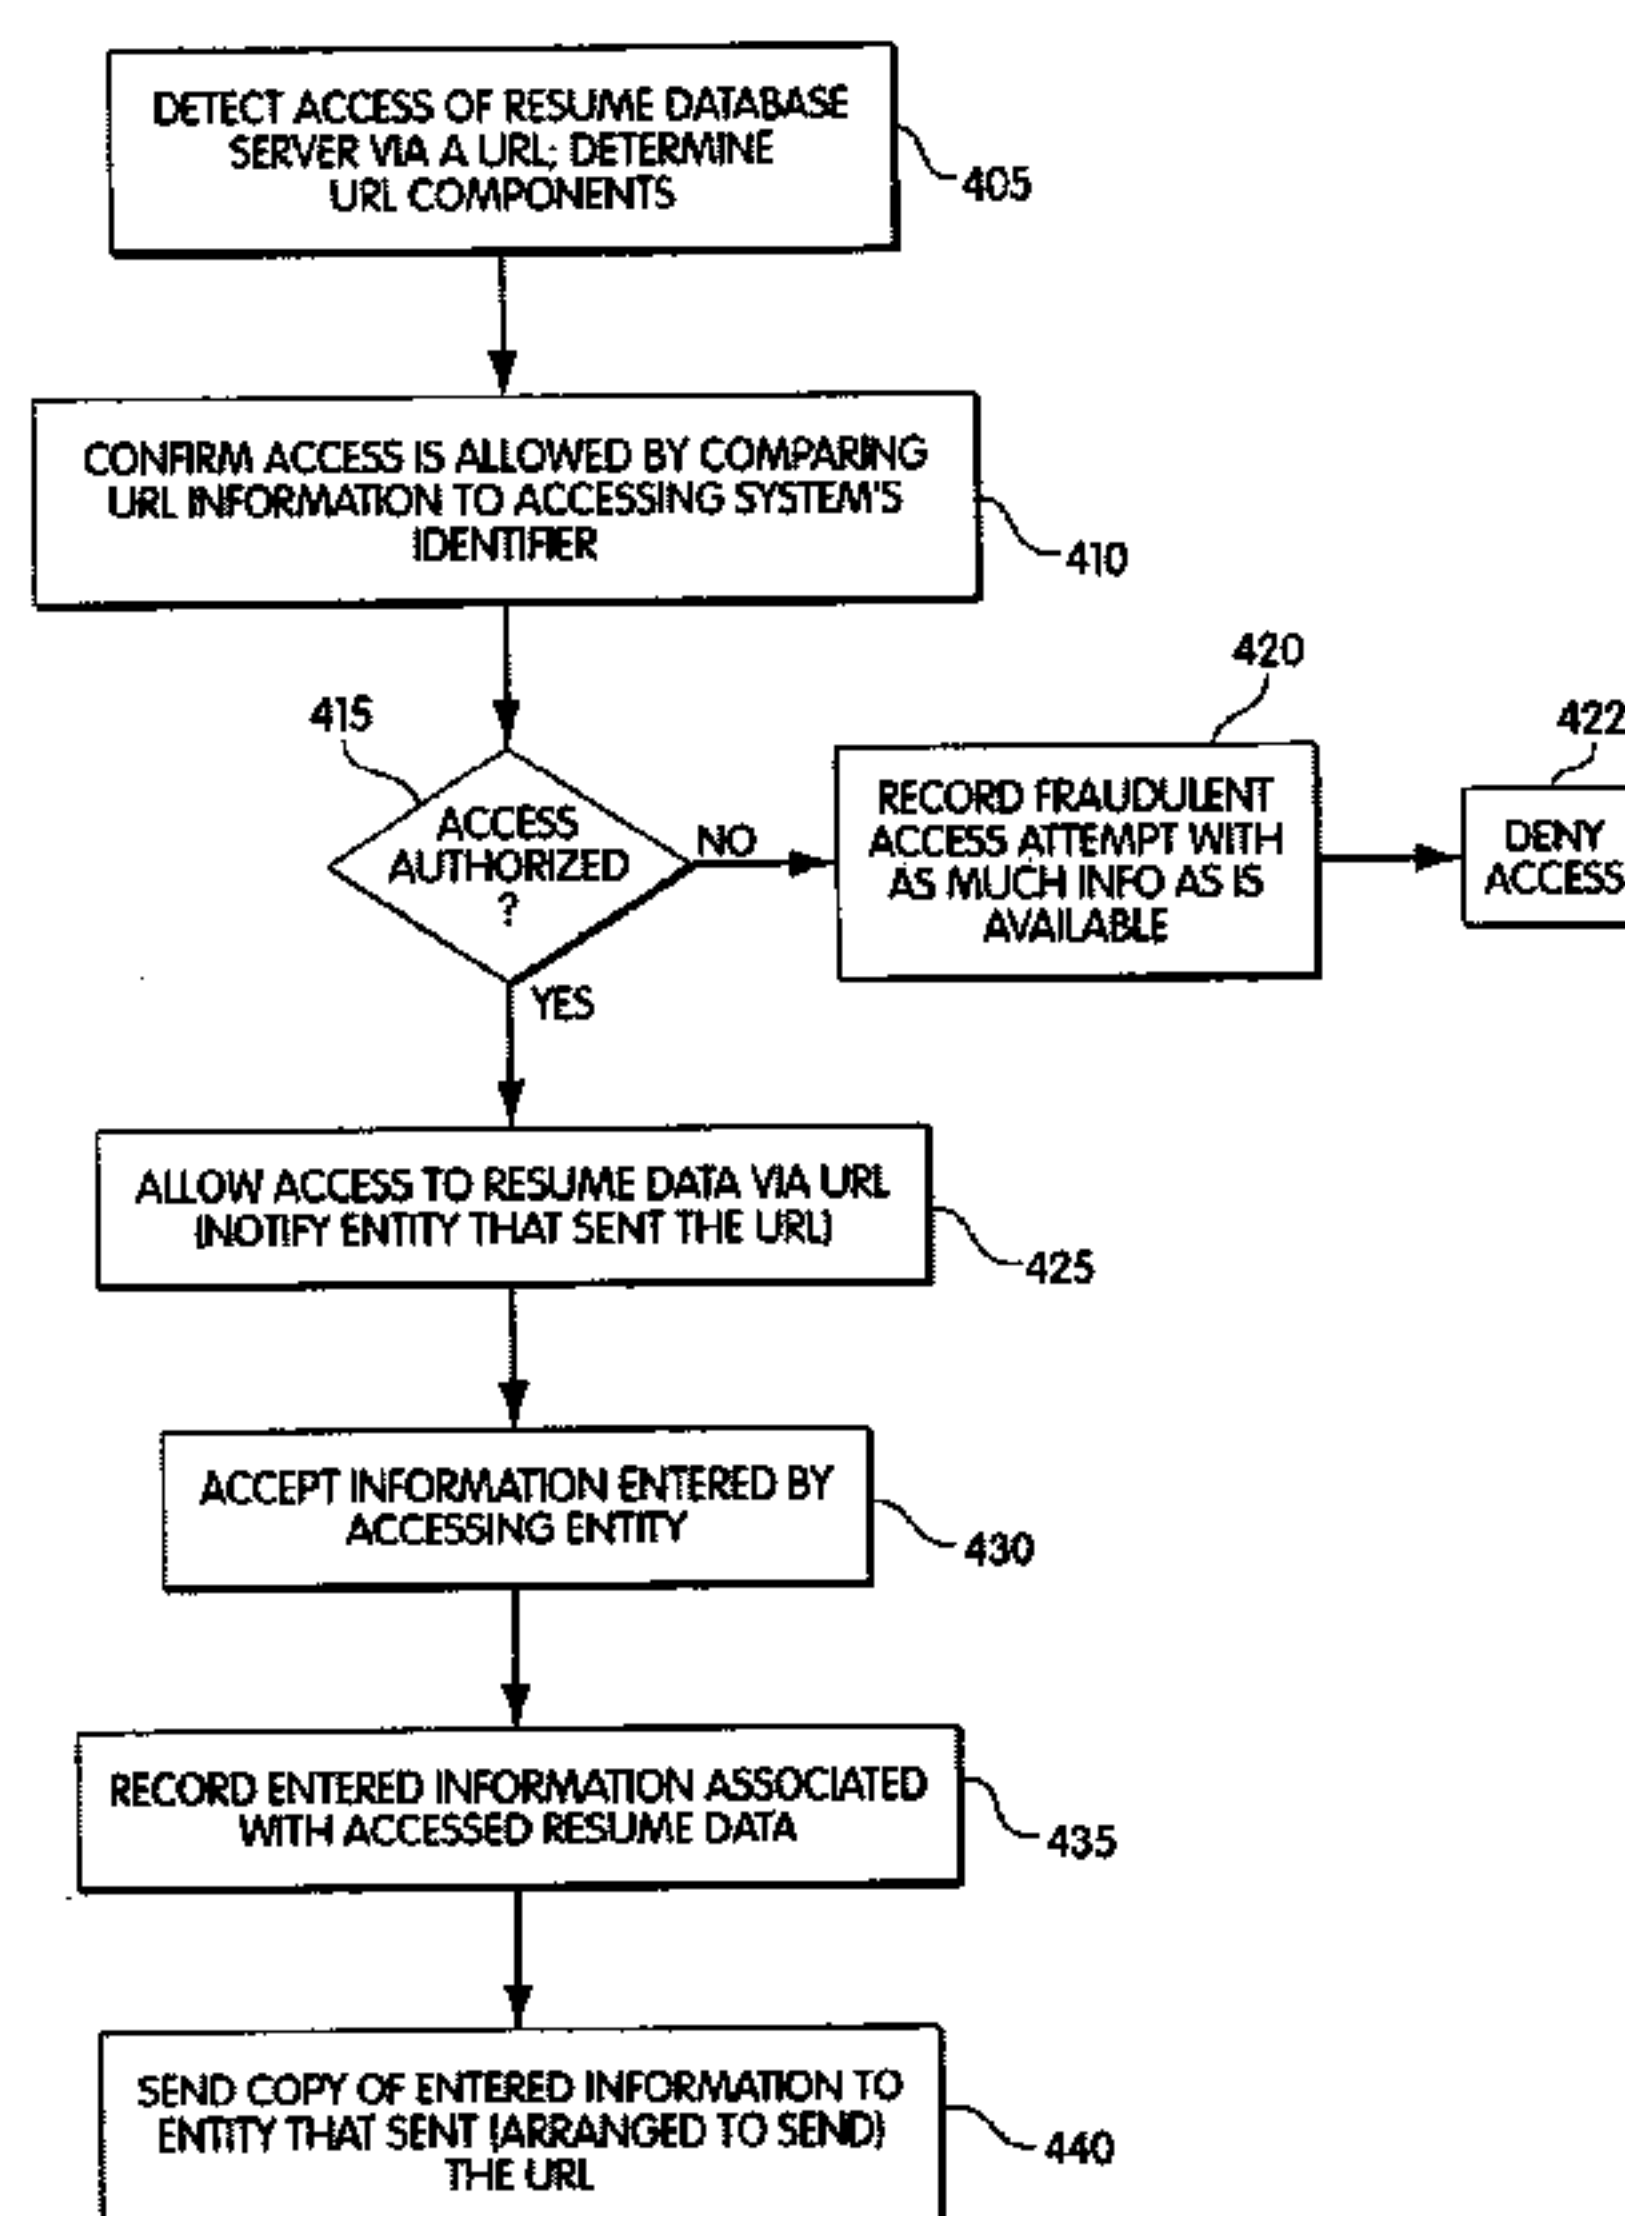 DETECT ACCESS OF RESUME DATABASE
SERVER VIA A URL; DETERMINE
URL COMPONENTS
405
CONFIRM ACCESS IS ALLOWED BY COMPARING
URL INFORMATION TO ACCESSING SYSTEM'S
IDENTIFIER
410
415
ACCESS
AUTHORIZED
?
NO
YES
420
RECORD FRAUDULENT
ACCESS ATTEMPT WITH
AS MUCH INFO AS IS
AVAILABLE
422
DENY
ACCESS
ALLOW ACCESS TO RESUME DATA VIA URL
(NOTIFY ENTITY THAT SENT THE URL)
425
ACCEPT INFORMATION ENTERED BY
ACCESSING ENTITY
430
RECORD ENTERED INFORMATION ASSOCIATED
WITH ACCESSED RESUME DATA
435
SEND COPY OF ENTERED INFORMATION TO
ENTITY THAT SENT (ARRANGED TO SEND)
THE URL
440